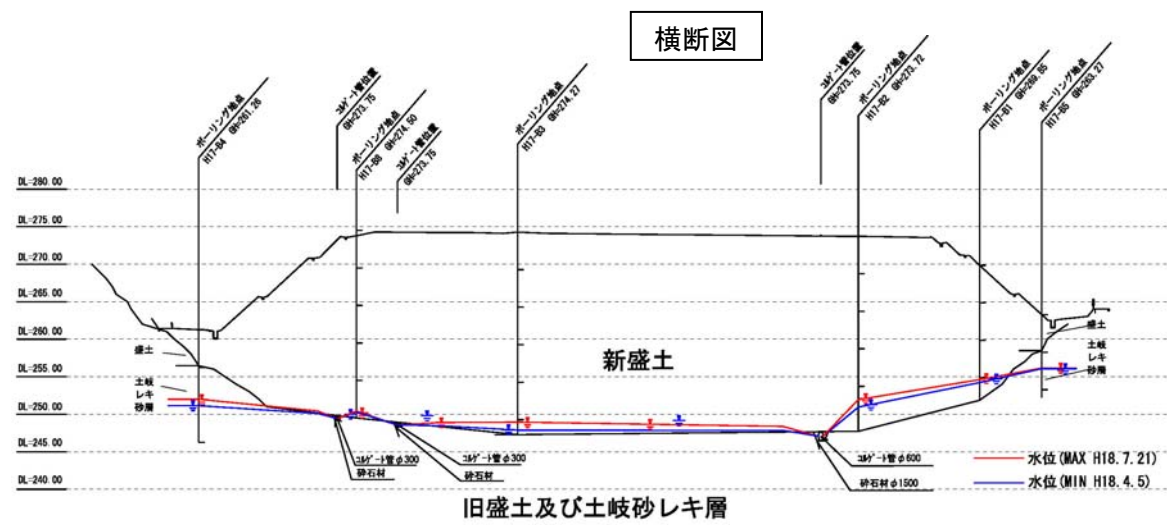 横断図
ボーリング地点
H17-B4 GH=261.26
コルゲート管位置
GH=273.75
ボーリング地点
H17-B8 GH=274.50
コルゲート管位置
GH=273.75
ボーリング地点
H17-B3 GH=274.27
コルゲート管位置
GH=273.75
ボーリング地点
H17-B2 GH=273.72
ボーリング地点
H17-B1 GH=269.85
ボーリング地点
H17-B5 GH=263.27
DL=280.00
DL=275.00
DL=270.00
DL=265.00
DL=260.00
DL=255.00
DL=250.00
DL=245.00
DL=240.00
盛土
土岐
レキ
砂層
新盛土
盛土
土岐
レキ
砂層
コルゲート管φ300
砕石材
コルゲート管φ300
砕石材
コルゲート管φ600
砕石材φ1500
水位(MAX H18.7.21)
水位(MIN H18.4.5)
旧盛土及び土岐砂レキ層